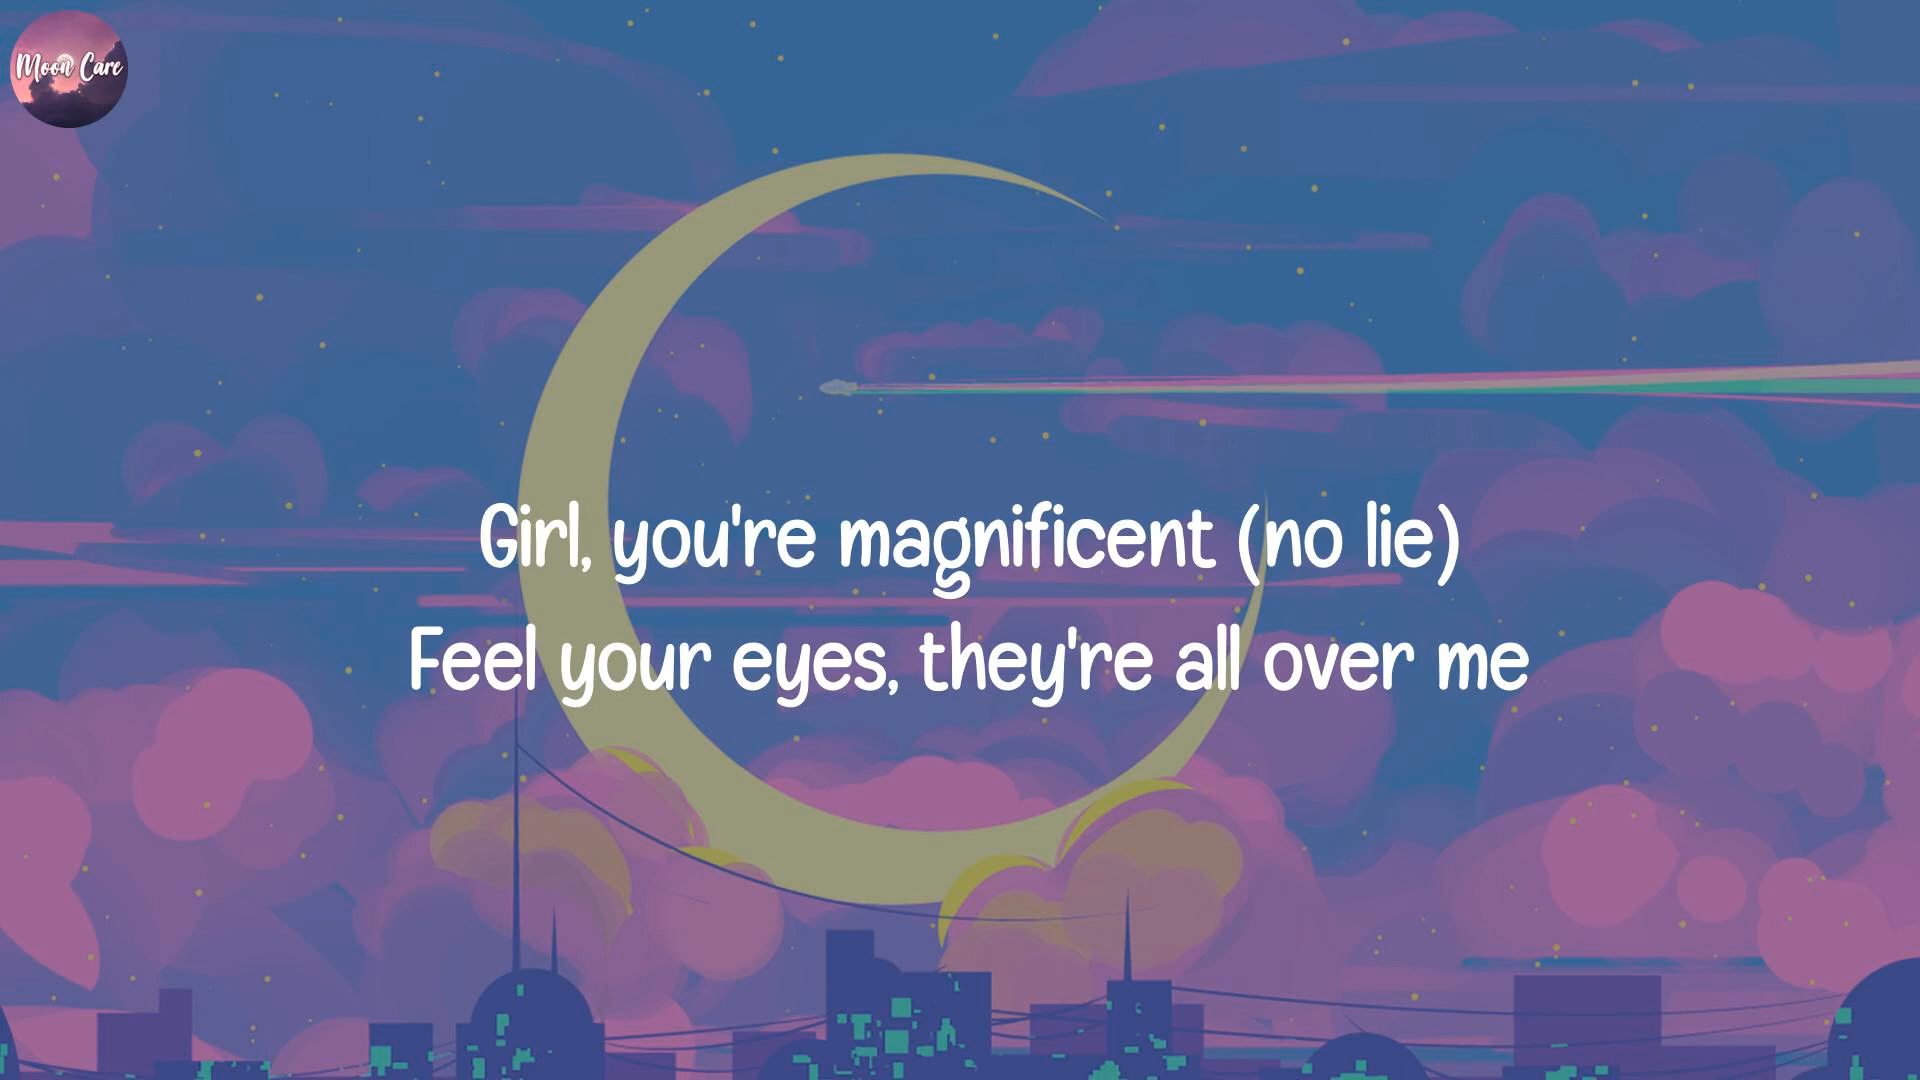 Moon Care
Girl, you're magnificent (no lie)
Feel your eyes, they're all over me